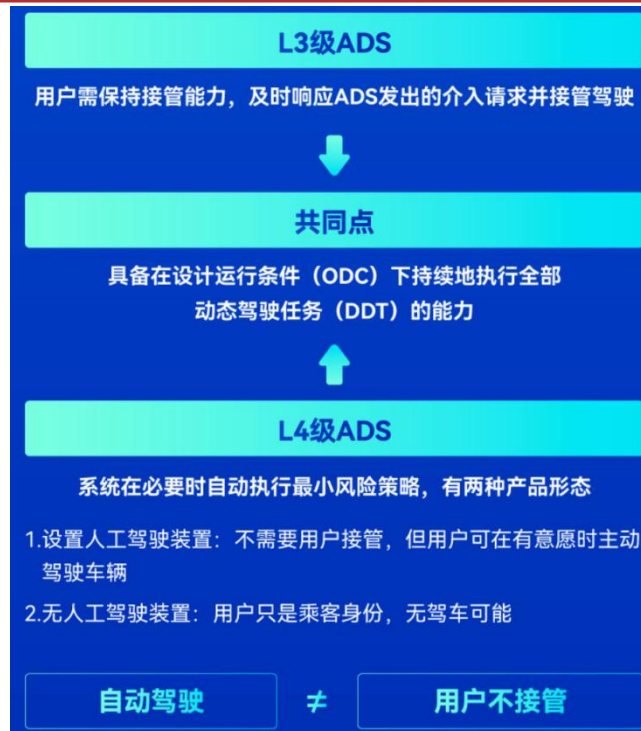 L3级ADS
用户需保持接管能力，及时响应ADS发出的介入请求并接管驾驶
共同点
具备在设计运行条件（ODC）下持续地执行全部
动态驾驶任务（DDT）的能力
L4级ADS
系统在必要时自动执行最小风险策略，有两种产品形态
1.设置人工驾驶装置：不需要用户接管，但用户可在有意愿时主动
驾驶车辆
2.无人工驾驶装置：用户只是乘客身份，无驾车可能
自动驾驶 ≠ 用户不接管